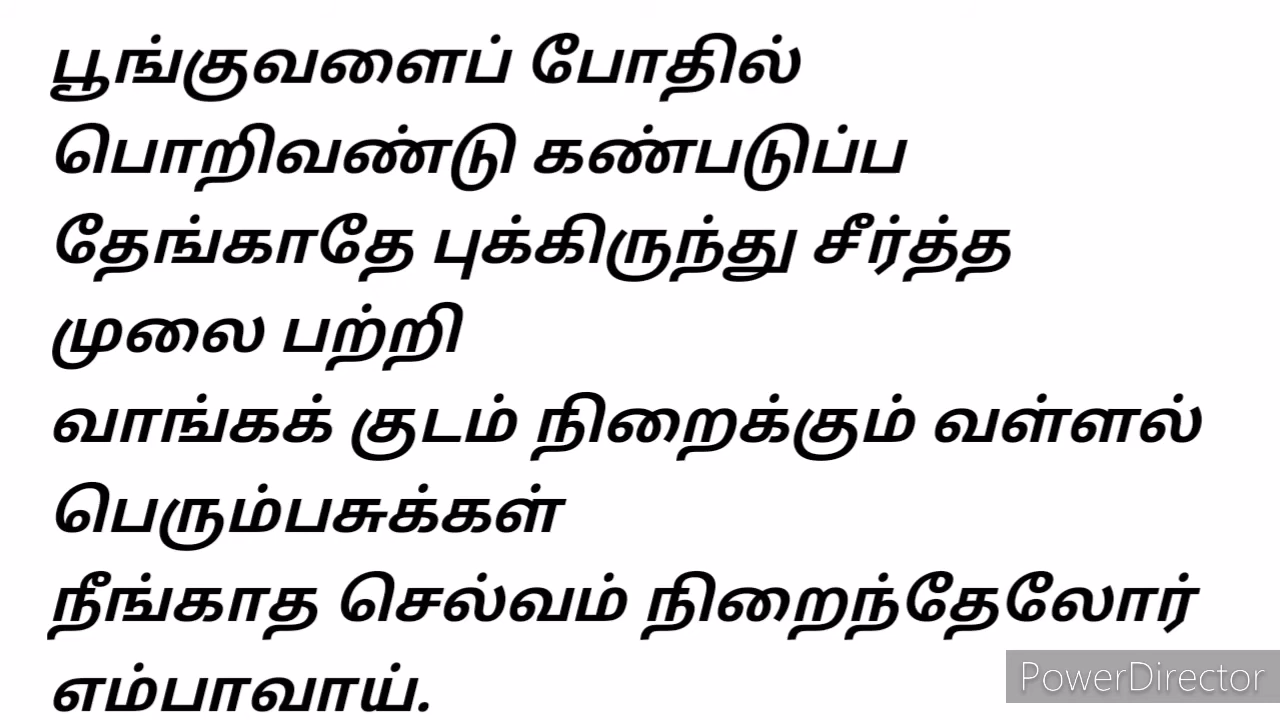 பூங்குவளைப் போதில்
பொறிவண்டு கண்படுப்ப
தேங்காதே புக்கிருந்து சீர்த்த
முலை பற்றி
வாங்கக் குடம் நிறைக்கும் வள்ளல்
பெரும்பசுக்கள்
நீங்காத செல்வம் நிறைந்தேலோர்
எம்பாவாய்.
PowerDirector